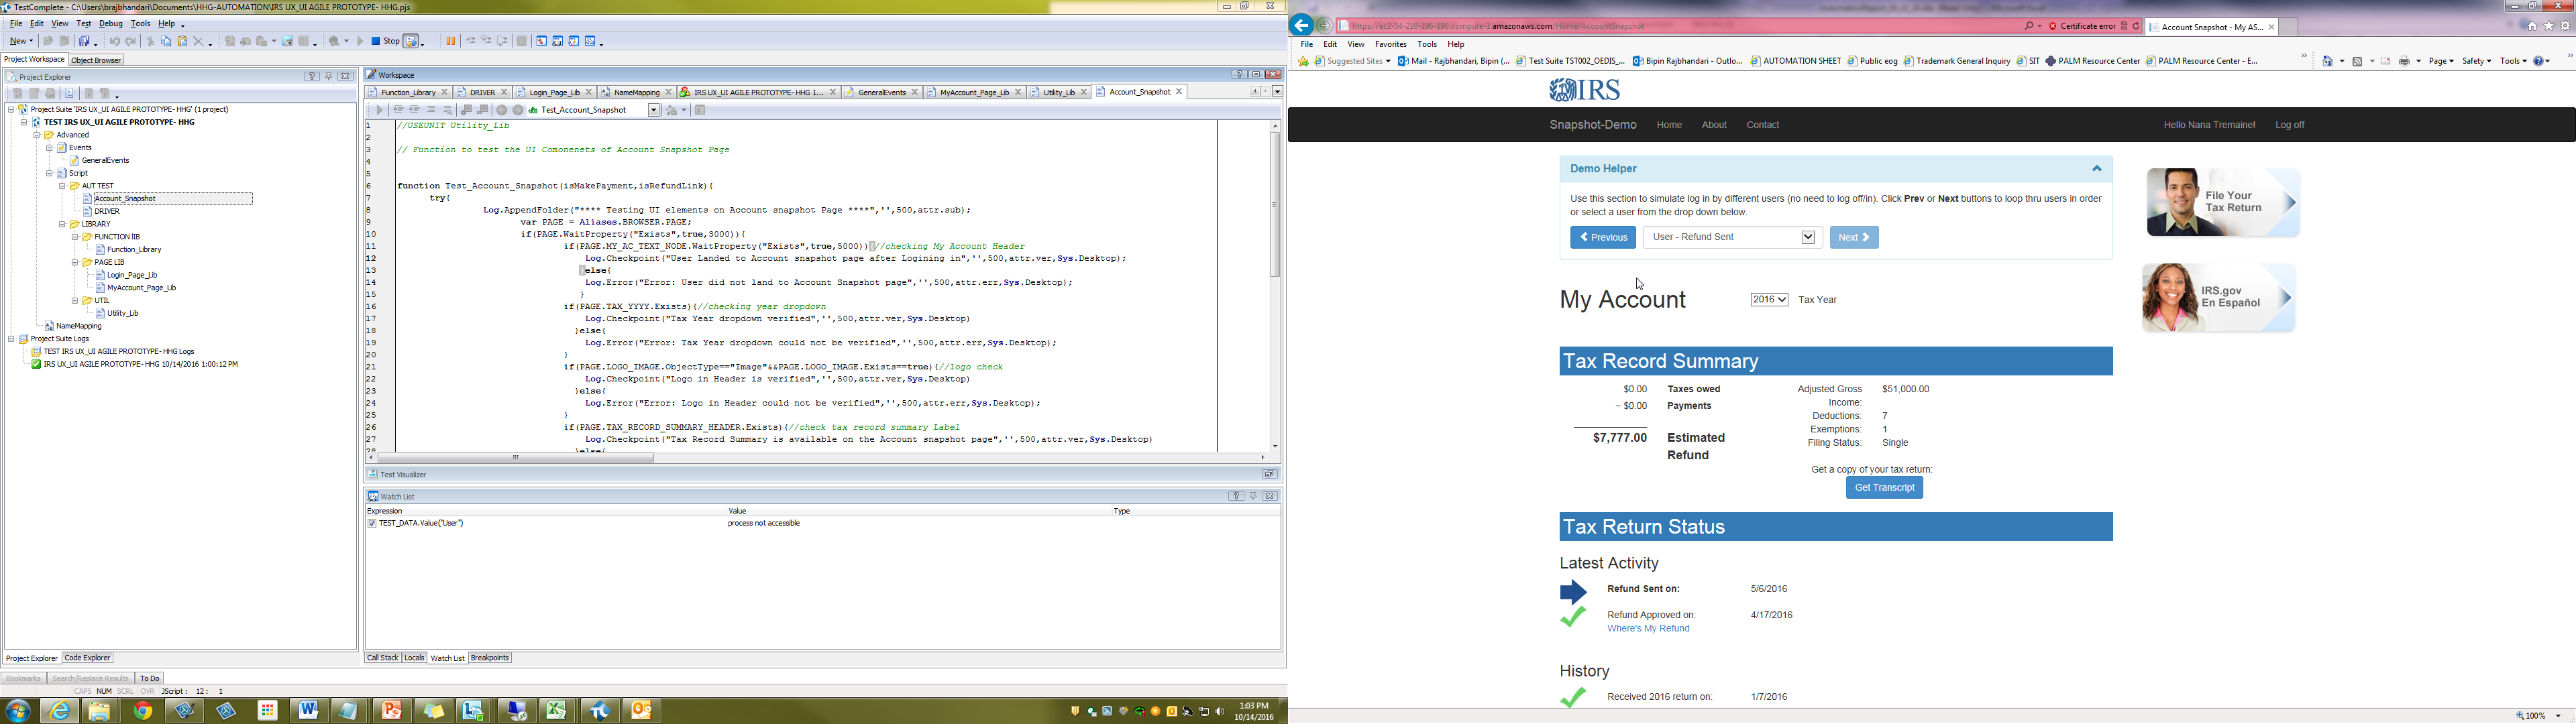 TestComplete - C:\Users\brajbhandari\Documents\HHG-AUTOMATION\IRS UX_UI AGILE PROTOTYPE- HHG.pjs
File Edit View Test Debug Tools Help
New Stop
Project Workspace Object Browser
Project Explorer
Project Suite 'IRS UX_UI AGILE PROTOTYPE-HHG' (1 project)
TEST IRS UX_UI AGILE PROTOTYPE- HHG
Advanced
Events
GeneralEvents
Script
AUT TEST
Account_Snapshot
DRIVER
LIBRARY
FUNCTION lIB
Function_Library
PAGE LIB
Login_Page_Lib
MyAccount_Page_Lib
UTIL
Utility_Lib
NameMapping
Project Suite Logs
TEST IRS UX_UI AGILE PROTOTYPE- HHG Logs
IRS UX_UI AGILE PROTOTYPE- HHG 10/14/2016 1:00:12 PM
Project Explorer Code Explorer
Bookmarks Search/Replace Results To Do
CAPS NUM SCRL OVR JScript: 12: 1
Workspace
Function_Library DRIVER Login_Page_Lib NameMapping IRS UX_UI AGILE PROTOTYPE- HHG 1... GeneralEvents MyAccount_Page_Lib Utility_Lib Account_Snapshot
Test_Account_Snapshot
1 //USEUNIT Utility_Lib
2
3 // Function to test the UI Comonenets of Account Snapshot Page
4
5
6 function Test_Account_Snapshot(isMakePayment,isRefundLink){
7 try{
8 Log.AppendFolder("**** Testing UI elements on Account snapshot Page ****",'',500,attr.sub);
9 var PAGE = Aliases.BROWSER.PAGE;
10 if(PAGE.WaitProperty("Exists",true,3000)){
11 if(PAGE.MY_AC_TEXT_NODE.WaitProperty("Exists",true,5000)){//checking My Account Header
12 Log.Checkpoint("User Landed to Account snapshot page after Logining in",'',500,attr.ver,Sys.Desktop);
13 }else{
14 Log.Error("Error: User did not land to Account Snapshot page",'',500,attr.err,Sys.Desktop);
15 }
16 if(PAGE.TAX_YYYY.Exists){//checking year dropdown
17 Log.Checkpoint("Tax Year dropdown verified",'',500,attr.ver,Sys.Desktop)
18 }else{
19 Log.Error("Error: Tax Year dropdown could not be verified",'',500,attr.err,Sys.Desktop);
20 }
21 if(PAGE.LOGO_IMAGE.ObjectType=="Image"&&PAGE.LOGO_IMAGE.Exists==true){//logo check
22 Log.Checkpoint("Logo in Header is verified",'',500,attr.ver,Sys.Desktop)
23 }else{
24 Log.Error("Error: Logo in Header could not be verified",'',500,attr.err,Sys.Desktop);
25 }
26 if(PAGE.TAX_RECORD_SUMMARY_HEADER.Exists){//check tax record summary Label
27 Log.Checkpoint("Tax Record Summary is available on the Account snapshot page",'',500,attr.ver,Sys.Desktop)
28 }else{
Test Visualizer
Watch List
Expression Value Type
TEST_DATA.Value("User") process not accessible
Call Stack Locals Watch List Breakpoints
1:03 PM
10/14/2016
https://ec2-54-210-196-190.compute-1.amazonaws.com/Home/AccountSnapshot Certificate error Account Snapshot - My AS...
File Edit View Favorites Tools Help
Suggested Sites Mail - Rajbhandari, Bipin (... Test Suite TST002_OEDIS_... Bipin Rajbhandari - Outlo... AUTOMATION SHEET Public eog Trademark General Inquiry SIT PALM Resource Center PALM Resource Center - E... Page Safety Tools
IRS
Snapshot-Demo Home About Contact Hello Nana Tremaine! Log off
Demo Helper
Use this section to simulate log in by different users (no need to log off/in). Click Prev or Next buttons to loop thru users in order
or select a user from the drop down below.
Previous User - Refund Sent Next
File Your
Tax Return
IRS.gov
En Español
My Account 2016 Tax Year
Tax Record Summary
$0.00 Taxes owed Adjusted Gross $51,000.00
Income:
− $0.00 Payments
Deductions: 7
Exemptions: 1
$7,777.00 Estimated Filing Status: Single
Refund
Get a copy of your tax return:
Get Transcript
Tax Return Status
Latest Activity
Refund Sent on: 5/6/2016
Refund Approved on: 4/17/2016
Where's My Refund
History
Received 2016 return on: 1/7/2016
100%